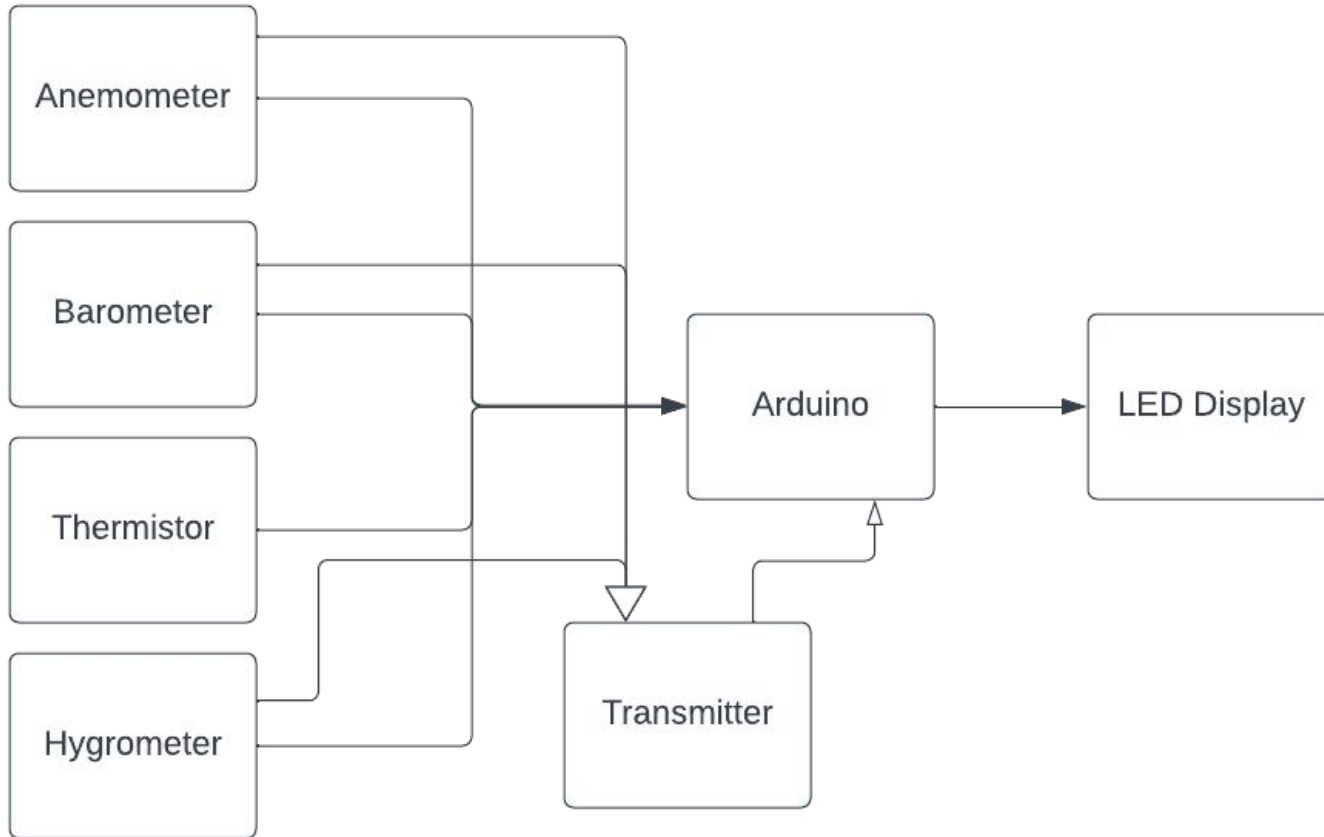 Anemometer
Barometer
Arduino
LED Display
Thermistor
Transmitter
Hygrometer